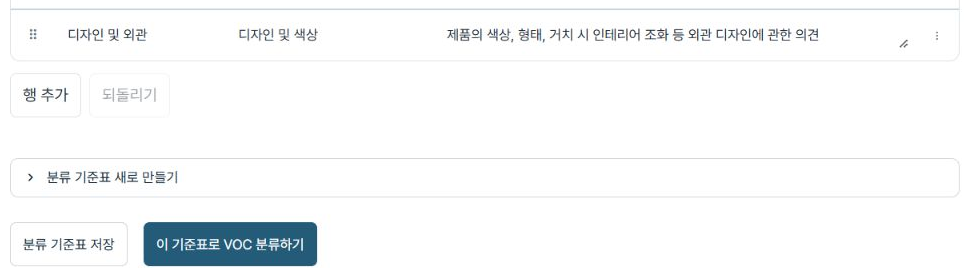 디자인 및 외관 디자인 및 색상 제품의 색상, 형태, 거치 시 인테리어 조화 등 외관 디자인에 관한 의견
행 추가 되돌리기
분류 기준표 새로 만들기
분류 기준표 저장 이 기준표로 VOC 분류하기